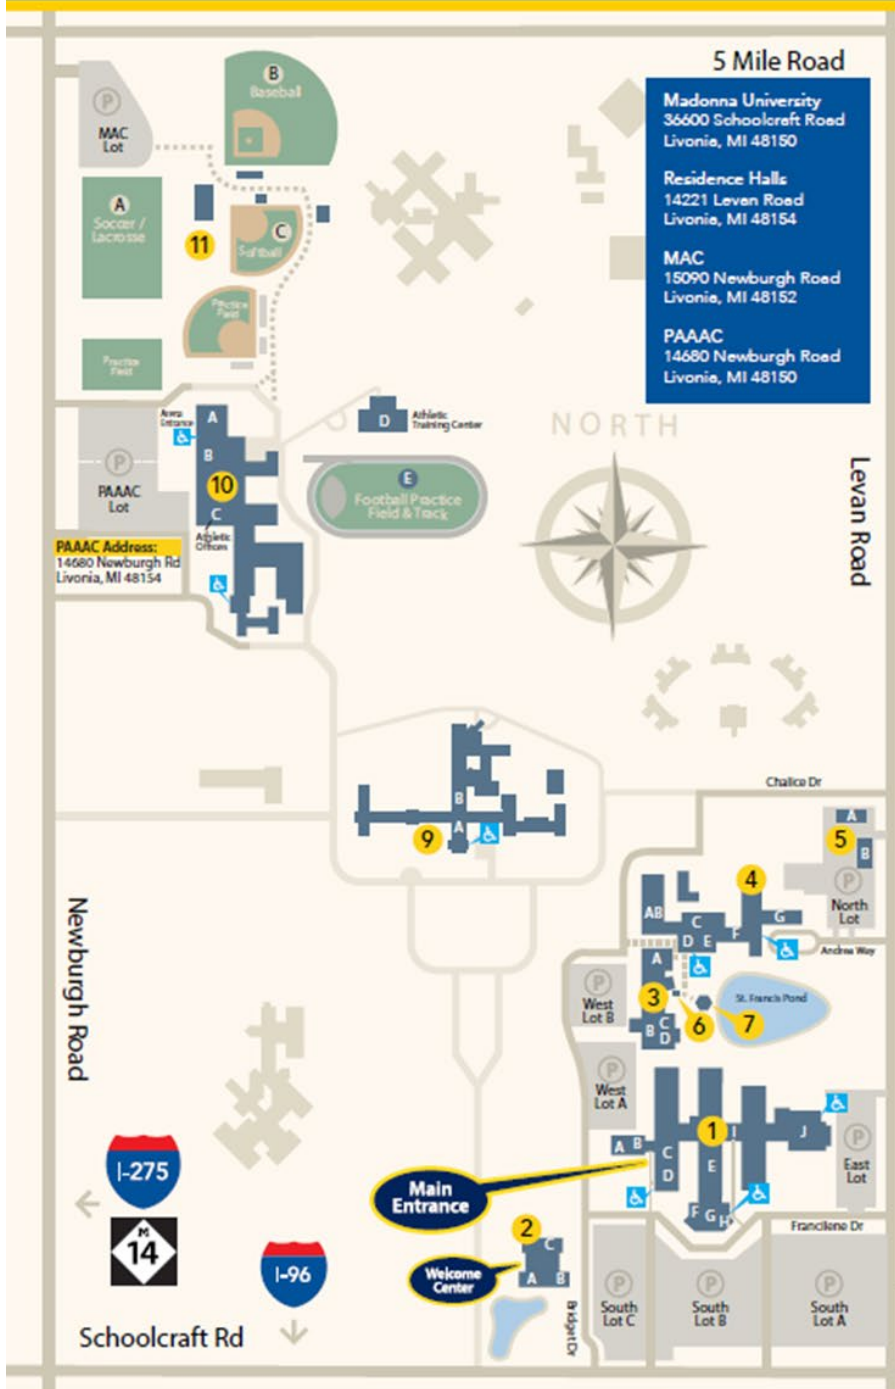 5 Mile Road
Madonna University
36600 Schoolcraft Road
Livonia, MI 48150
Residence Halls
14221 Levan Road
Livonia, MI 48154
MAC
15090 Newburgh Road
Livonia, MI 48152
PAAAC
14680 Newburgh Road
Livonia, MI 48150
P
MAC
Lot
B
Baseball
A
Soccer /
Lacrosse
11
C
Softball
Practice
Field
Practice
Field
Arena
Entrance
A
B
10
C
Athletic
Offices
P
PAAAC
Lot
PAAAC Address:
14680 Newburgh Rd
Livonia, MI 48154
D
Athletic
Training Center
E
Football Practice
Field & Track
NORTH
Levan Road
Chalice Dr
B
A
9
A
5
B
P
North
Lot
4
AB
C
G
D E
F
Andrea Way
A
3
B
C
D
6
7
St. Francis Pond
P
West
Lot B
P
West
Lot A
Newburgh Road
1
I
J
A B
C
D
E
F
G
H
P
East
Lot
Main
Entrance
Francilene Dr
2
C
A B
Welcome
Center
Bridget Dr
P
South
Lot C
P
South
Lot B
P
South
Lot A
I-275
M
14
I-96
Schoolcraft Rd